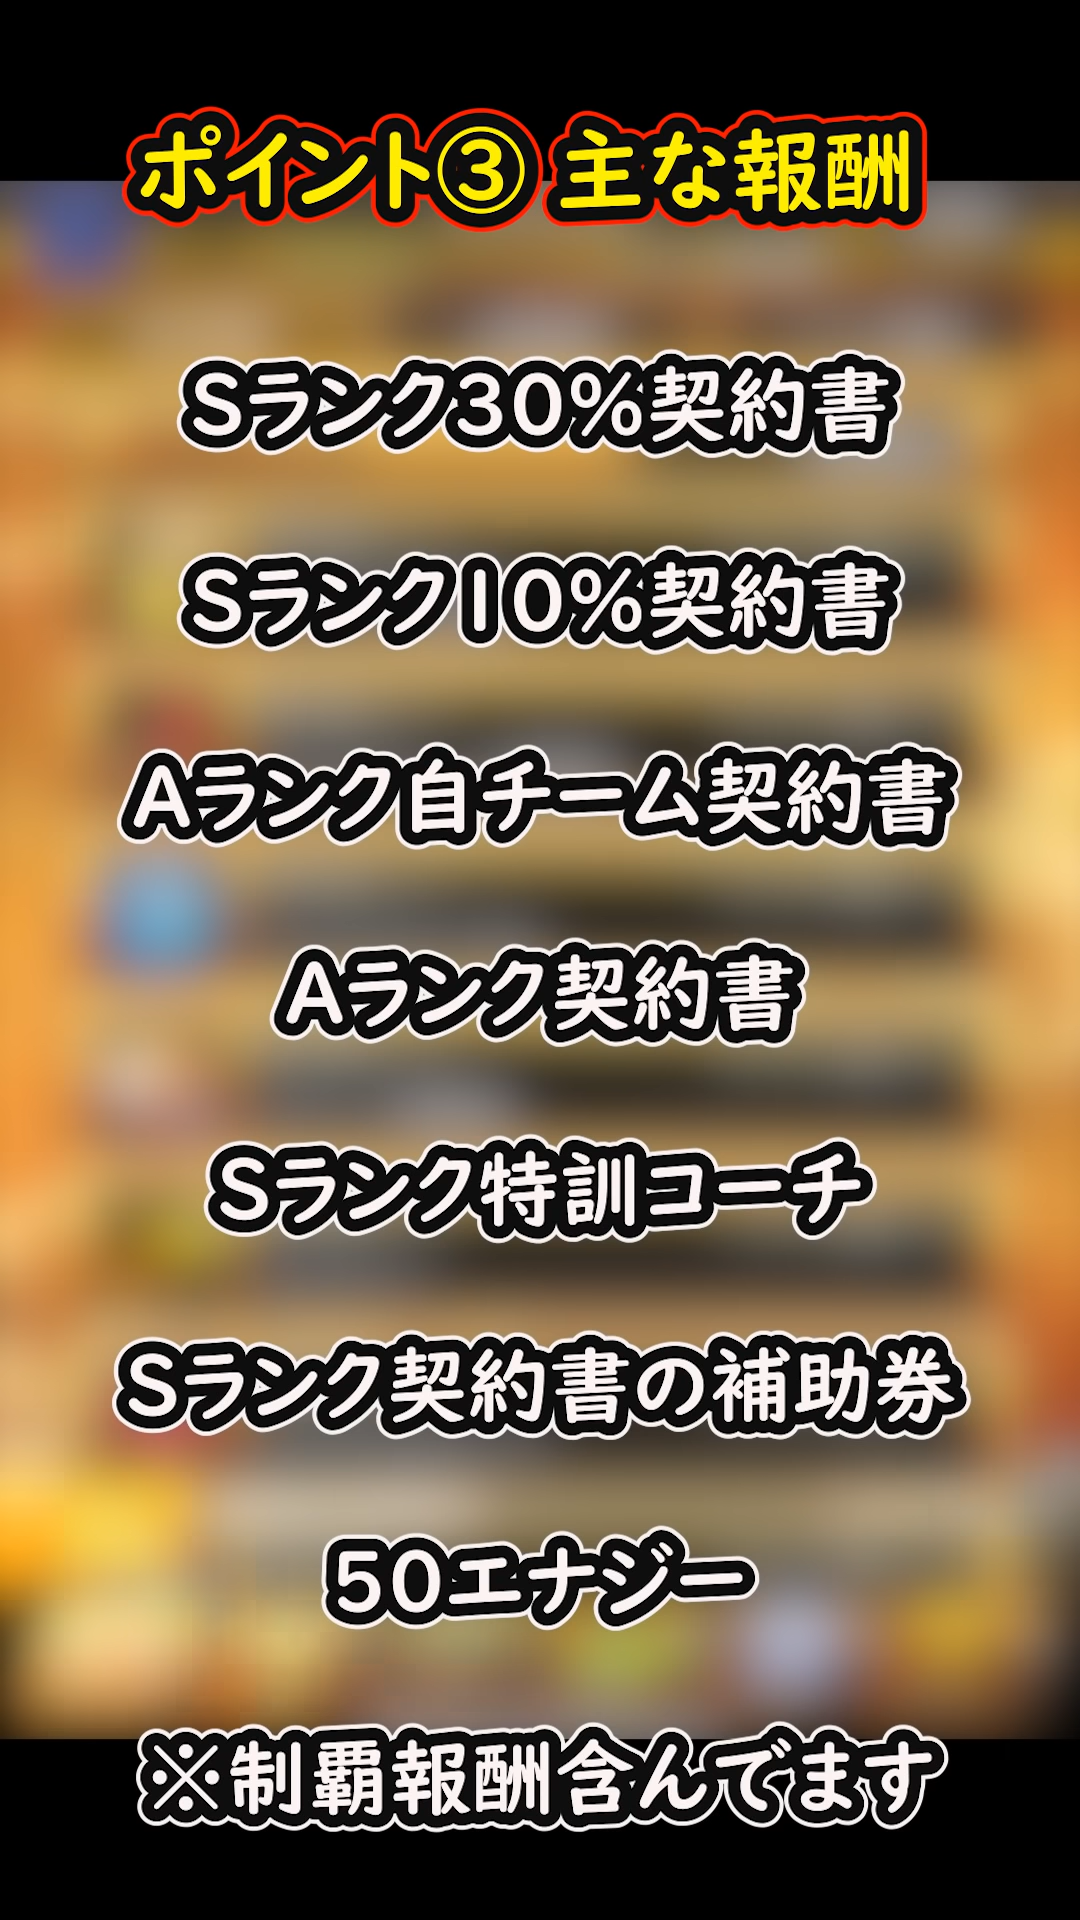 ポイント③ 主な報酬
Sランク30%契約書
Sランク10%契約書
Aランク自チーム契約書
Aランク契約書
Sランク特訓コーチ
Sランク契約書の補助券
50エナジー
※制覇報酬含んでます